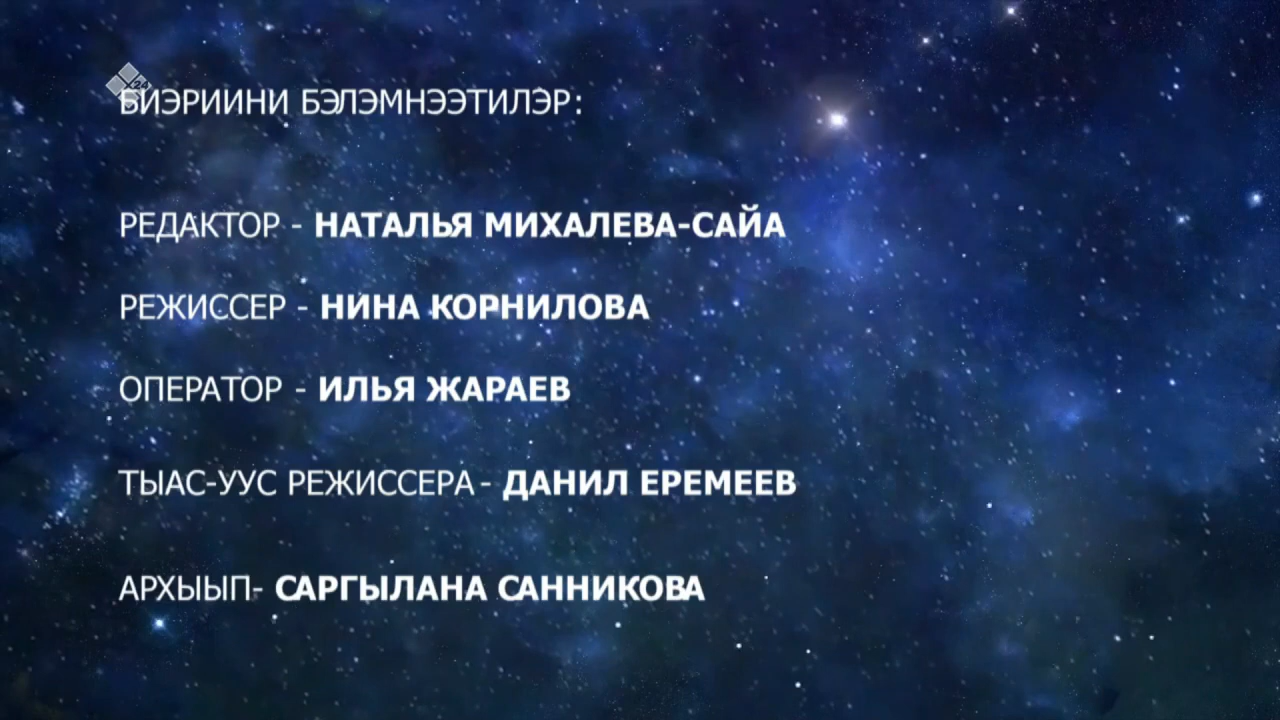 БИЭРИИНИ БЭЛЭМНЭЭТИЛЭР:
РЕДАКТОР - НАТАЛЬЯ МИХАЛЕВА-САЙА
РЕЖИССЕР - НИНА КОРНИЛОВА
ОПЕРАТОР - ИЛЬЯ ЖАРАЕВ
ТЫАС-УУС РЕЖИССЕРА - ДАНИЛ ЕРЕМЕЕВ
АРХЫЫП- САРГЫЛАНА САННИКОВА